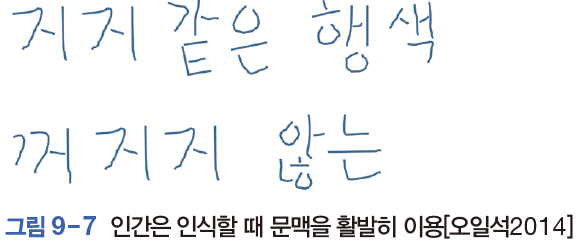 지지 같은 행색
꺼지지 않는
그림 9-7 인간은 인식할 때 문맥을 활발히 이용[오일석2014]